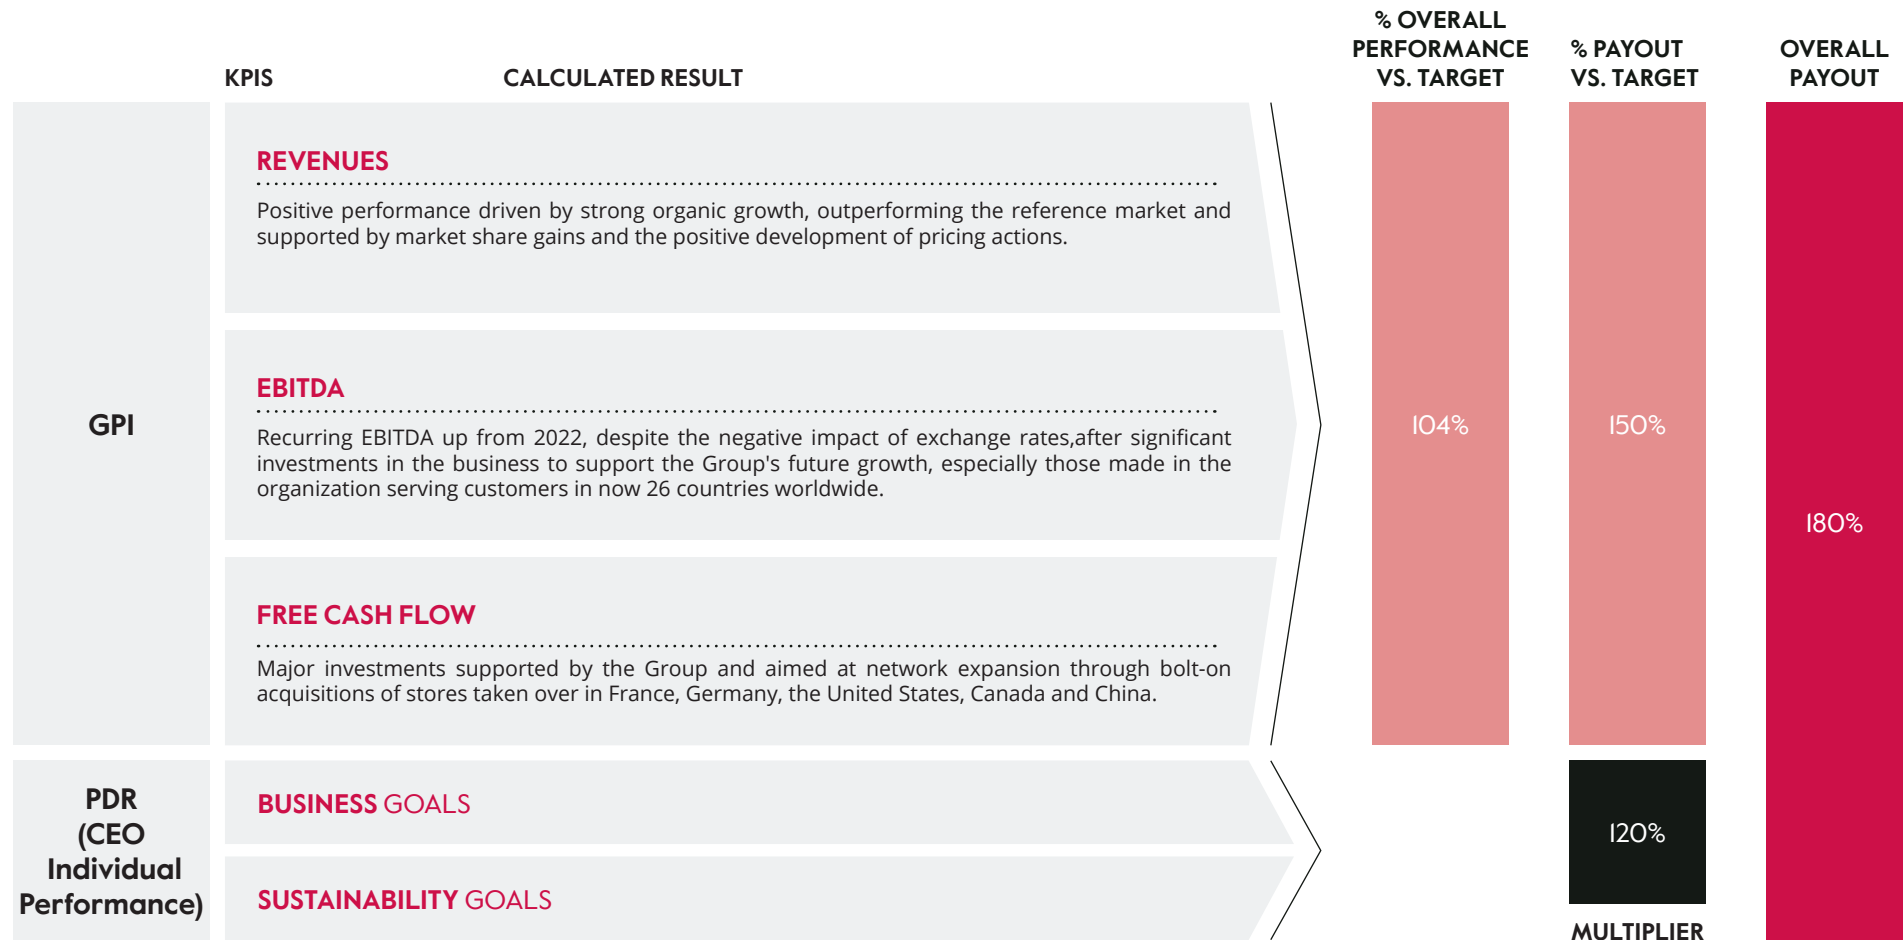 KPIS
CALCULATED RESULT
% OVERALL
PERFORMANCE
VS. TARGET
% PAYOUT
VS. TARGET
OVERALL
PAYOUT
GPI
REVENUES
Positive performance driven by strong organic growth, outperforming the reference market and
supported by market share gains and the positive development of pricing actions.
EBITDA
Recurring EBITDA up from 2022, despite the negative impact of exchange rates,after significant
investments in the business to support the Group's future growth, especially those made in the
organization serving customers in now 26 countries worldwide.
FREE CASH FLOW
Major investments supported by the Group and aimed at network expansion through bolt-on
acquisitions of stores taken over in France, Germany, the United States, Canada and China.
104%
150%
180%
PDR
(CEO
Individual
Performance)
BUSINESS GOALS
SUSTAINABILITY GOALS
120%
MULTIPLIER